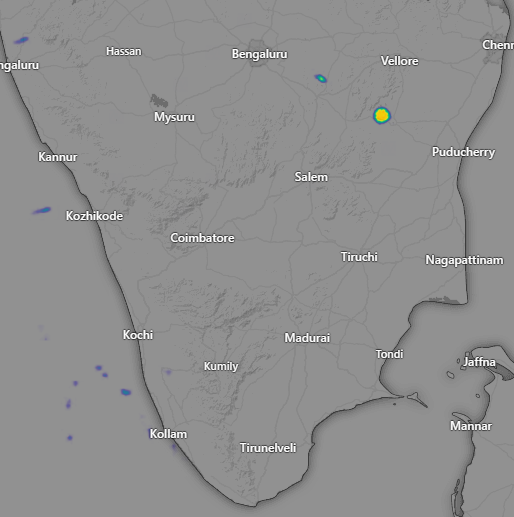 Hassan
Bengaluru
Chenn
ngaluru
Vellore
Mysuru
Kannur
Puducherry
Salem
Kozhikode
Coimbatore
Tiruchi
Nagapattinam
Kochi
Madurai
Tondi
Kumily
Jaffna
Kollam
Mannar
Tirunelveli